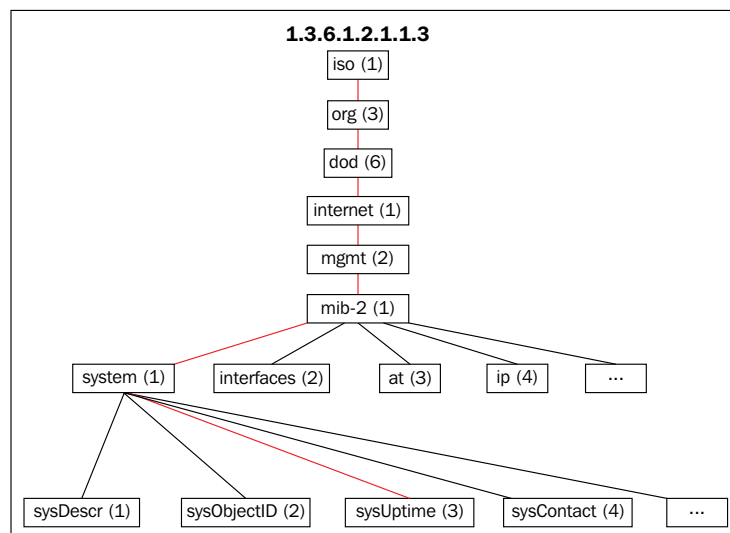 1.3.6.1.2.1.1.3
iso (1)
org (3)
dod (6)
internet (1)
mgmt (2)
mib-2 (1)
system (1) interfaces (2) at (3) ip (4) ...
sysDescr (1) sysObjectID (2) sysUptime (3) sysContact (4) ...